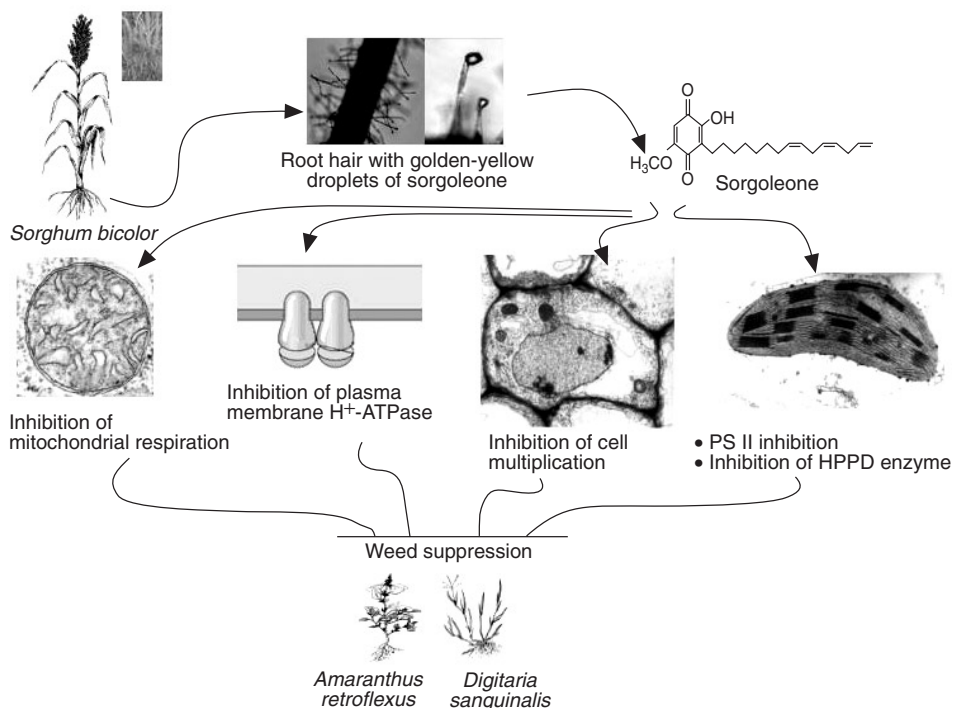 Root hair with golden-yellow
droplets of sorgoleone
O
OH
H₃CO
O
Sorgoleone
Sorghum bicolor
Inhibition of
mitochondrial respiration
Inhibition of plasma
membrane H⁺-ATPase
Inhibition of cell
multiplication
• PS II inhibition
• Inhibition of HPPD enzyme
Weed suppression
Amaranthus
retroflexus
Digitaria
sanguinalis